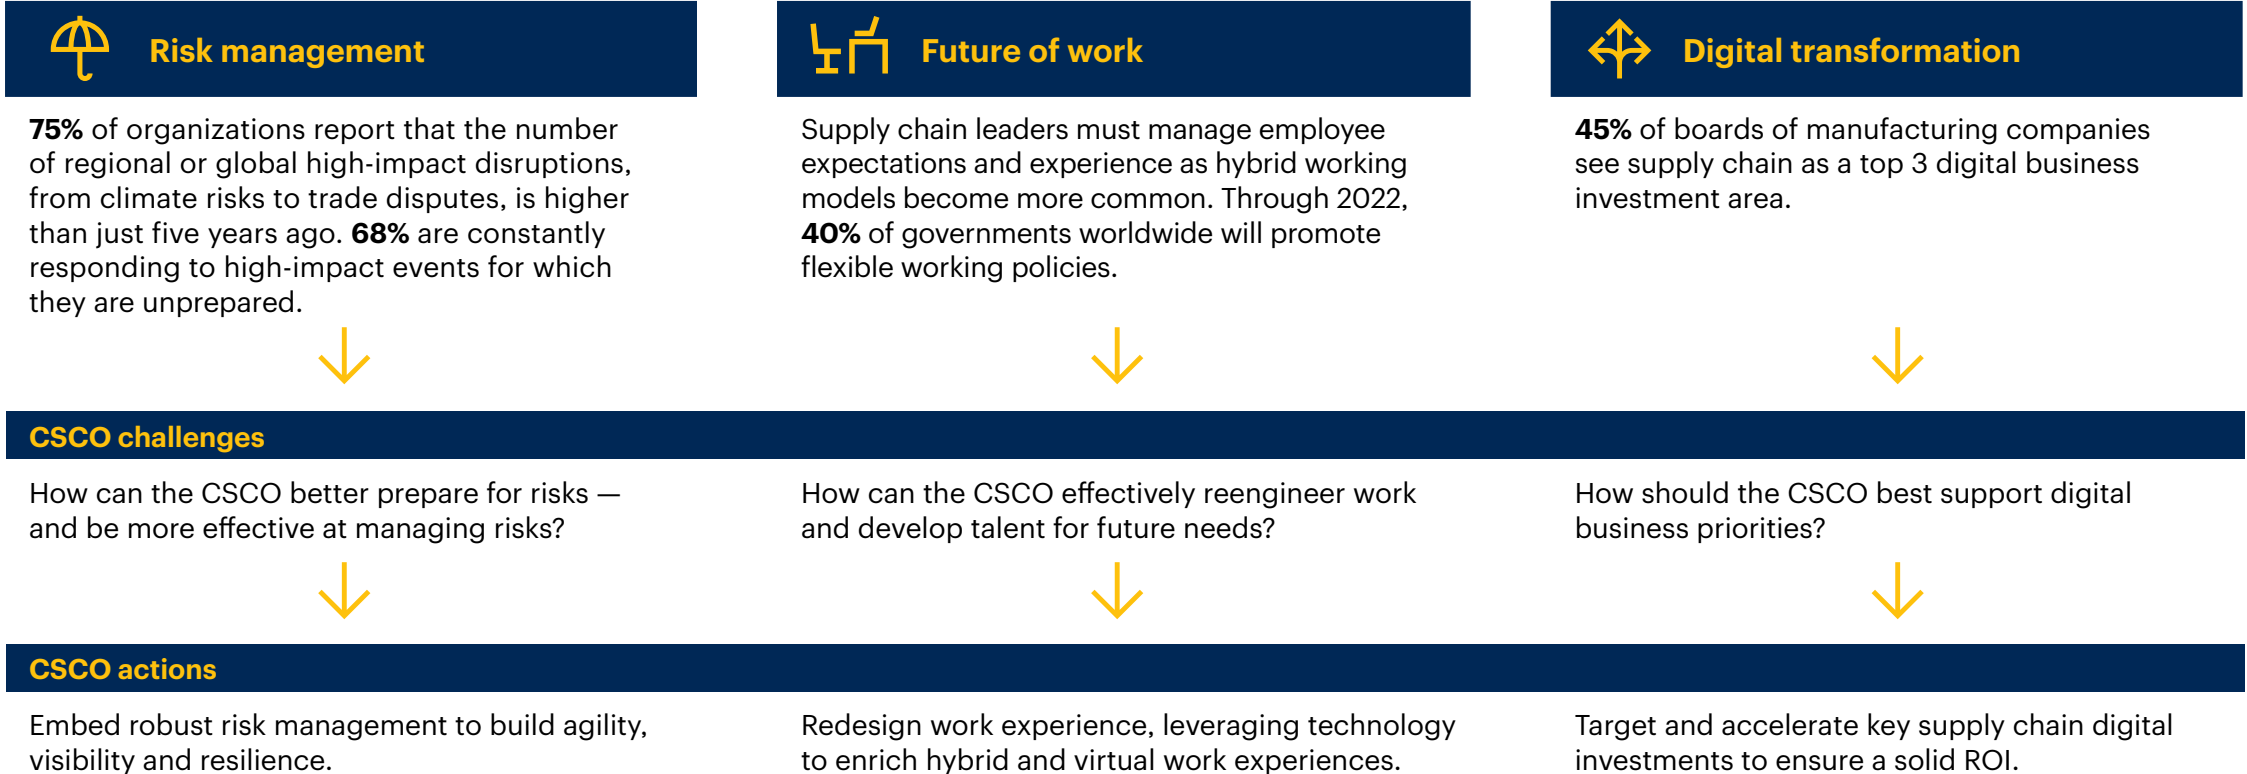 Risk management
75% of organizations report that the number
of regional or global high-impact disruptions,
from climate risks to trade disputes, is higher
than just five years ago. 68% are constantly
responding to high-impact events for which
they are unprepared.
Future of work
Supply chain leaders must manage employee
expectations and experience as hybrid working
models become more common. Through 2022,
40% of governments worldwide will promote
flexible working policies.
Digital transformation
45% of boards of manufacturing companies
see supply chain as a top 3 digital business
investment area.
CSCO challenges
How can the CSCO better prepare for risks —
and be more effective at managing risks?
How can the CSCO effectively reengineer work
and develop talent for future needs?
How should the CSCO best support digital
business priorities?
CSCO actions
Embed robust risk management to build agility,
visibility and resilience.
Redesign work experience, leveraging technology
to enrich hybrid and virtual work experiences.
Target and accelerate key supply chain digital
investments to ensure a solid ROI.